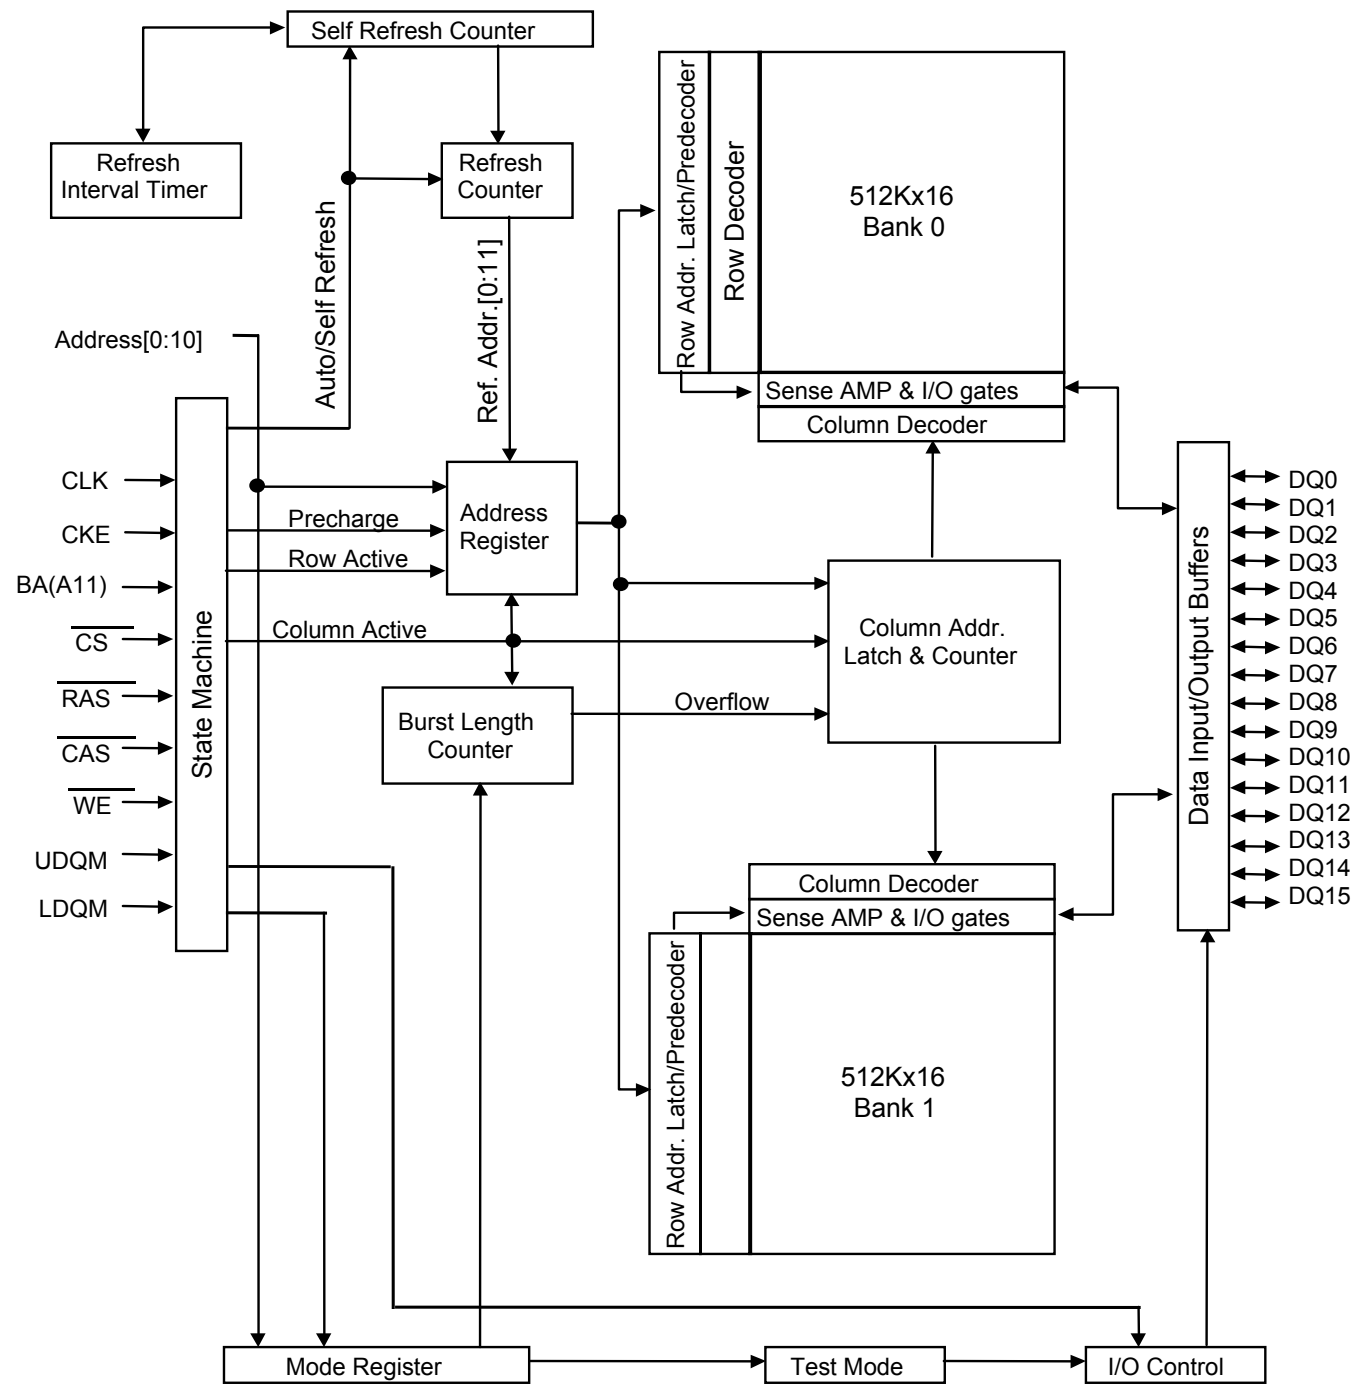 Self Refresh Counter
Refresh
Interval Timer
Refresh
Counter
Auto/Self Refresh
Ref. Addr.[0:11]
Address[0:10]
CLK
CKE
BA(A11)
CS
RAS
CAS
WE
UDQM
LDQM
State Machine
Precharge
Row Active
Column Active
Address
Register
Burst Length
Counter
Overflow
Row Addr. Latch/Predecoder
Row Decoder
512Kx16
Bank 0
Sense AMP & I/O gates
Column Decoder
Column Addr.
Latch & Counter
Column Decoder
Sense AMP & I/O gates
Row Addr. Latch/Predecoder
512Kx16
Bank 1
Data Input/Output Buffers
DQ0
DQ1
DQ2
DQ3
DQ4
DQ5
DQ6
DQ7
DQ8
DQ9
DQ10
DQ11
DQ12
DQ13
DQ14
DQ15
Mode Register
Test Mode
I/O Control